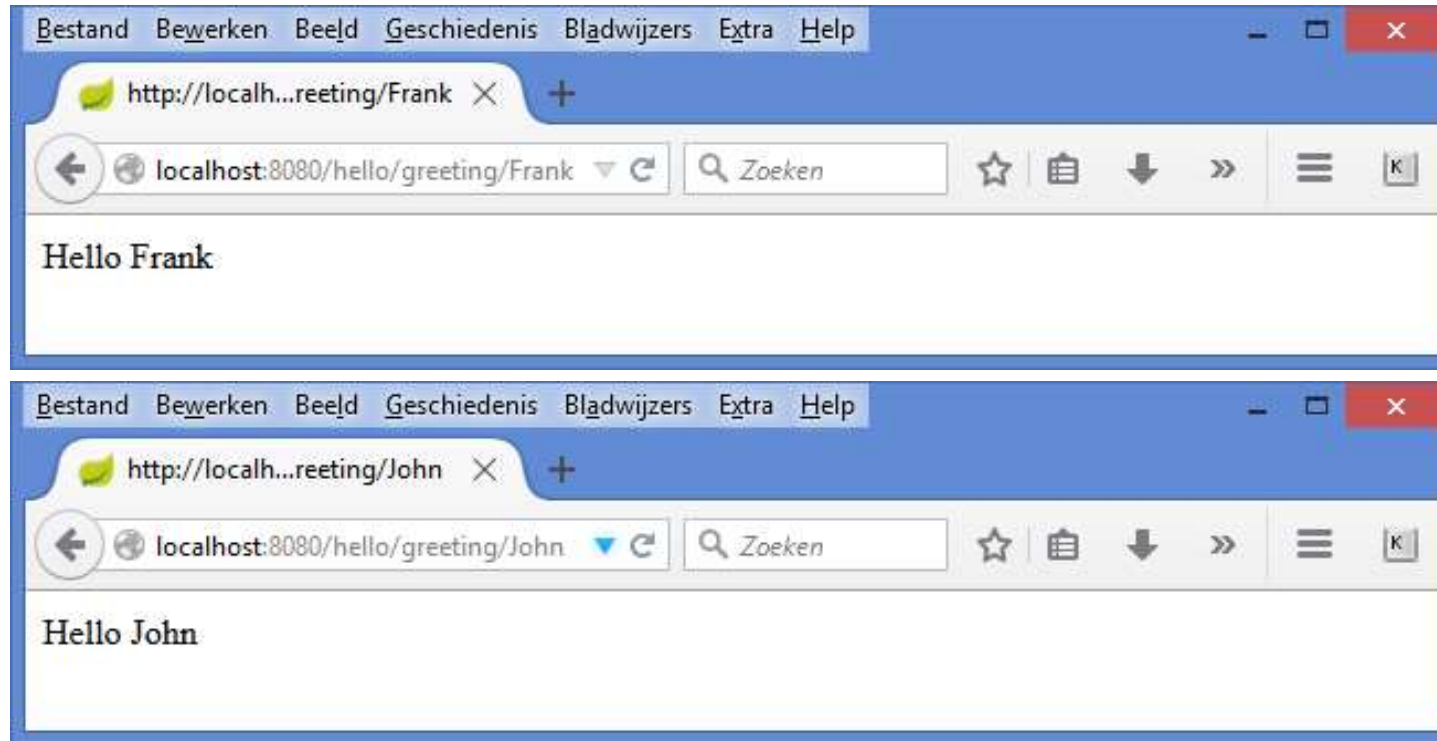 Bestand Bewerken Beeld Geschiedenis Bladwijzers Extra Help
http://localh...reeting/Frank
localhost:8080/hello/greeting/Frank Zoeken K
Hello Frank
Bestand Bewerken Beeld Geschiedenis Bladwijzers Extra Help
http://localh...reeting/John
localhost:8080/hello/greeting/John Zoeken K
Hello John